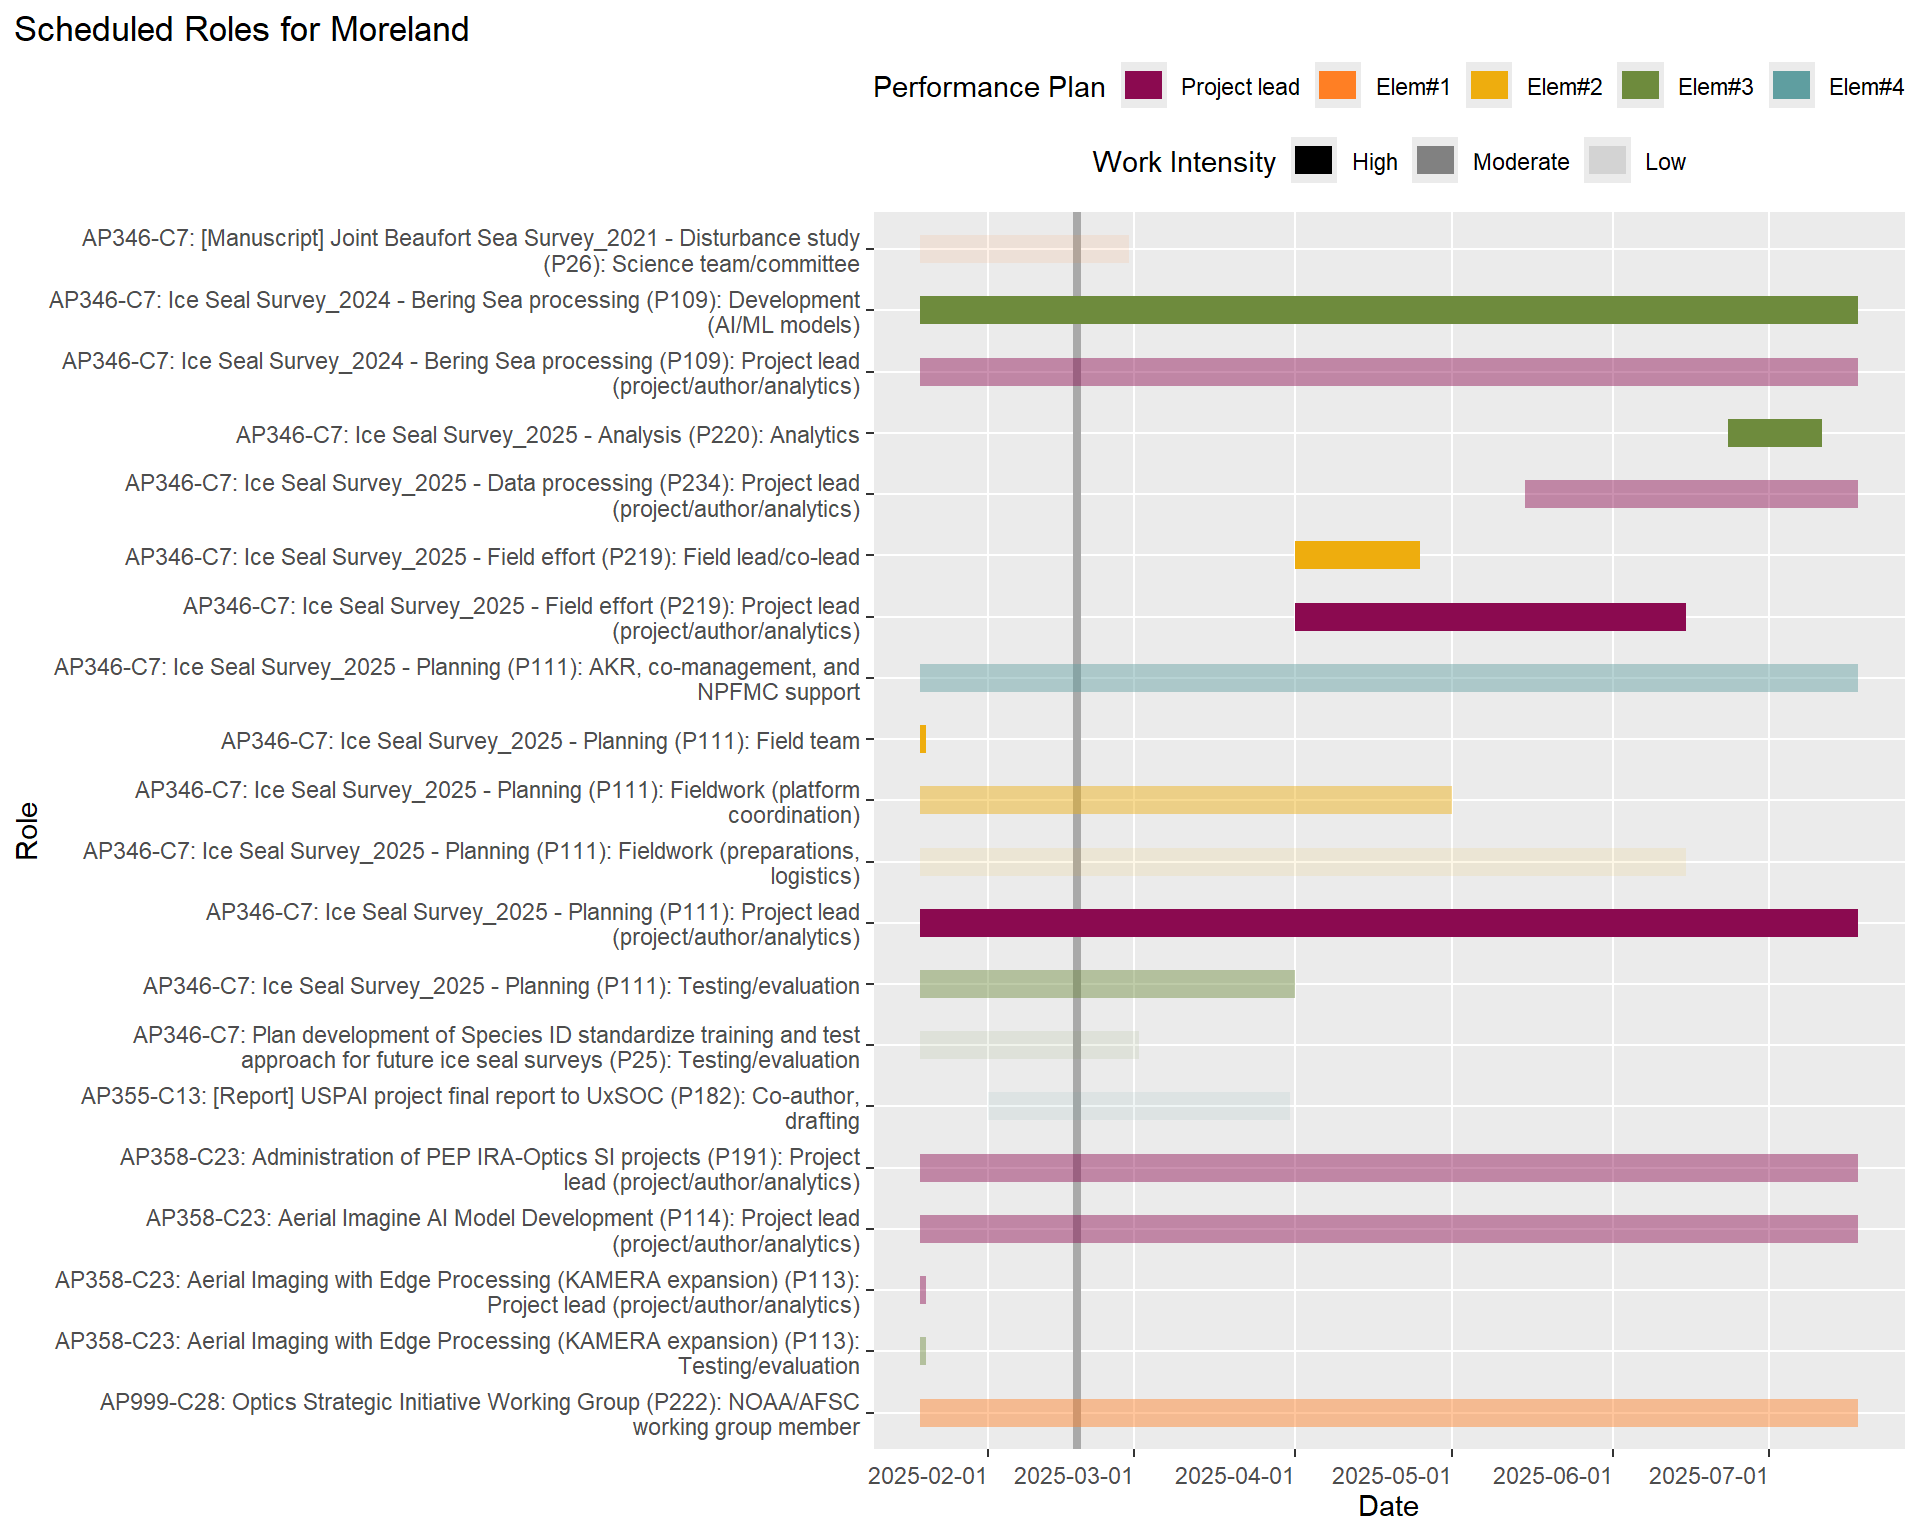 Scheduled Roles for Moreland
Performance Plan Project lead Elem#1 Elem#2 Elem#3 Elem#4
Work Intensity High Moderate Low
AP346-C7: [Manuscript] Joint Beaufort Sea Survey_2021 - Disturbance study
(P26): Science team/committee
AP346-C7: Ice Seal Survey_2024 - Bering Sea processing (P109): Development
(AI/ML models)
AP346-C7: Ice Seal Survey_2024 - Bering Sea processing (P109): Project lead
(project/author/analytics)
AP346-C7: Ice Seal Survey_2025 - Analysis (P220): Analytics
AP346-C7: Ice Seal Survey_2025 - Data processing (P234): Project lead
(project/author/analytics)
AP346-C7: Ice Seal Survey_2025 - Field effort (P219): Field lead/co-lead
AP346-C7: Ice Seal Survey_2025 - Field effort (P219): Project lead
(project/author/analytics)
AP346-C7: Ice Seal Survey_2025 - Planning (P111): AKR, co-management, and
NPFMC support
AP346-C7: Ice Seal Survey_2025 - Planning (P111): Field team
AP346-C7: Ice Seal Survey_2025 - Planning (P111): Fieldwork (platform
coordination)
AP346-C7: Ice Seal Survey_2025 - Planning (P111): Fieldwork (preparations,
logistics)
AP346-C7: Ice Seal Survey_2025 - Planning (P111): Project lead
(project/author/analytics)
AP346-C7: Ice Seal Survey_2025 - Planning (P111): Testing/evaluation
AP346-C7: Plan development of Species ID standardize training and test
approach for future ice seal surveys (P25): Testing/evaluation
AP355-C13: [Report] USPAI project final report to UxSOC (P182): Co-author,
drafting
AP358-C23: Administration of PEP IRA-Optics SI projects (P191): Project
lead (project/author/analytics)
AP358-C23: Aerial Imagine AI Model Development (P114): Project lead
(project/author/analytics)
AP358-C23: Aerial Imaging with Edge Processing (KAMERA expansion) (P113):
Project lead (project/author/analytics)
AP358-C23: Aerial Imaging with Edge Processing (KAMERA expansion) (P113):
Testing/evaluation
AP999-C28: Optics Strategic Initiative Working Group (P222): NOAA/AFSC
working group member
Role
2025-02-01 2025-03-01 2025-04-01 2025-05-01 2025-06-01 2025-07-01
Date